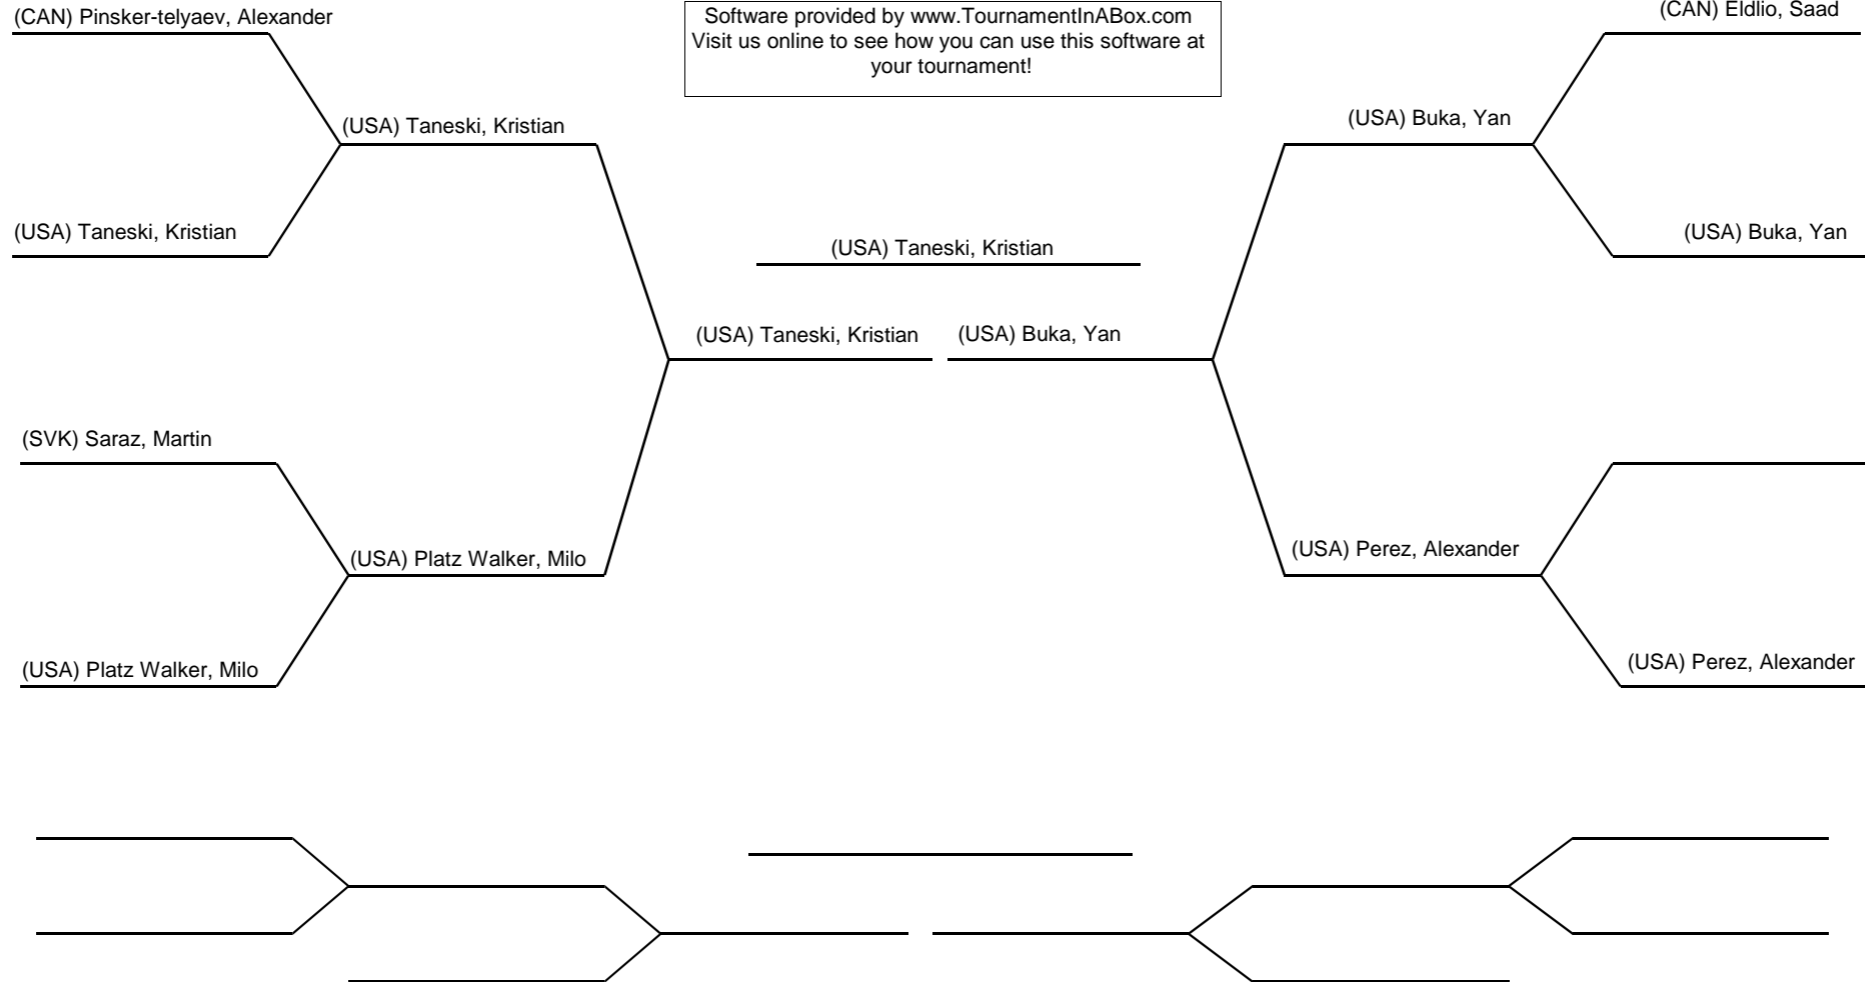 (CAN) Pinsker-telyaev, Alexander
Software provided by www.TournamentInABox.com
Visit us online to see how you can use this software at
your tournament!
(CAN) Eldlio, Saad
(USA) Taneski, Kristian
(USA) Buka, Yan
(USA) Taneski, Kristian
(USA) Taneski, Kristian
(USA) Buka, Yan
(USA) Taneski, Kristian
(USA) Buka, Yan
(SVK) Saraz, Martin
(USA) Platz Walker, Milo
(USA) Perez, Alexander
(USA) Platz Walker, Milo
(USA) Perez, Alexander